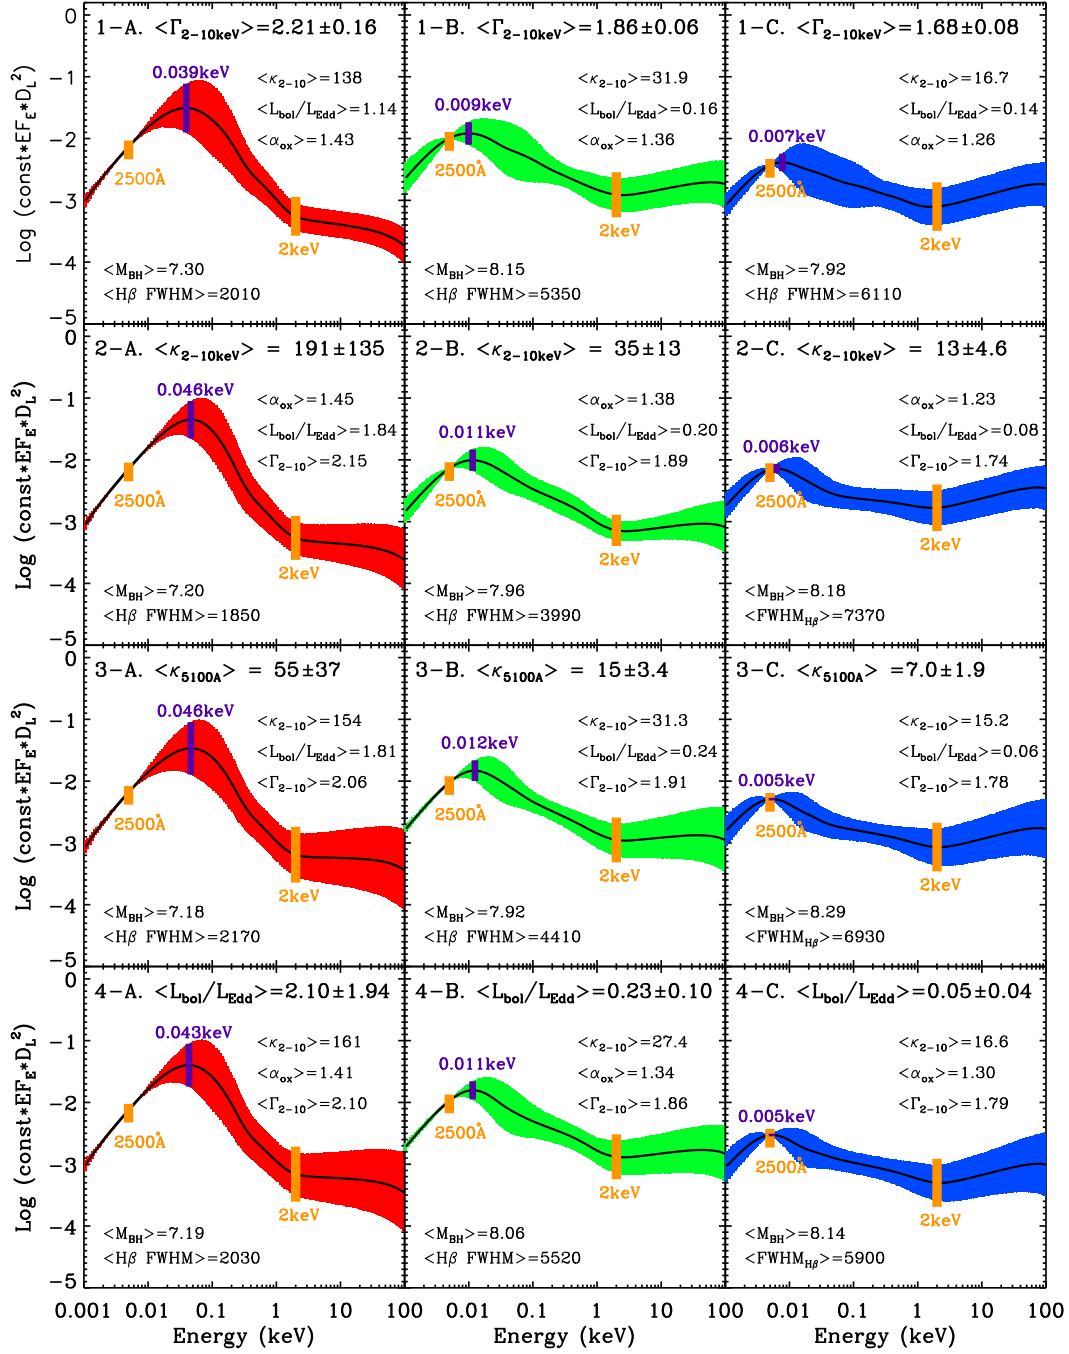 1-A. <Γ2-10keV>=2.21±0.16
1-B. <Γ2-10keV>=1.86±0.06
1-C. <Γ2-10keV>=1.68±0.08
0.039keV
<κ2-10>=138
<Lbol/LEdd>=1.14
<αox>=1.43
2500Å
2keV
<MBH>=7.30
<Hβ FWHM>=2010
0.009keV
<κ2-10>=31.9
<Lbol/LEdd>=0.16
<αox>=1.36
2500Å
2keV
<MBH>=8.15
<Hβ FWHM>=5350
0.007keV
<κ2-10>=16.7
<Lbol/LEdd>=0.14
<αox>=1.26
2500Å
2keV
<MBH>=7.92
<Hβ FWHM>=6110
Log (const*EFE*DL2)
0
-1
-2
-3
-4
-5
2-A. <κ2-10keV> = 191±135
2-B. <κ2-10keV> = 35±13
2-C. <κ2-10keV> = 13±4.6
0.046keV
<αox>=1.45
<Lbol/LEdd>=1.84
<Γ2-10>=2.15
2500Å
2keV
<MBH>=7.20
<Hβ FWHM>=1850
0.011keV
<αox>=1.38
<Lbol/LEdd>=0.20
<Γ2-10>=1.89
2500Å
2keV
<MBH>=7.96
<Hβ FWHM>=3990
0.006keV
<αox>=1.23
<Lbol/LEdd>=0.08
<Γ2-10>=1.74
2500Å
2keV
<MBH>=8.18
<FWHMHβ>=7370
Log (const*EFE*DL2)
0
-1
-2
-3
-4
-5
3-A. <κ5100A> = 55±37
3-B. <κ5100A> = 15±3.4
3-C. <κ5100A> =7.0±1.9
0.046keV
<κ2-10>=154
<Lbol/LEdd>=1.81
<Γ2-10>=2.06
2500Å
2keV
<MBH>=7.18
<Hβ FWHM>=2170
0.012keV
<κ2-10>=31.3
<Lbol/LEdd>=0.24
<Γ2-10>=1.91
2500Å
2keV
<MBH>=7.92
<Hβ FWHM>=4410
0.005keV
<κ2-10>=15.2
<Lbol/LEdd>=0.06
<Γ2-10>=1.78
2500Å
2keV
<MBH>=8.29
<FWHMHβ>=6930
Log (const*EFE*DL2)
0
-1
-2
-3
-4
-5
4-A. <Lbol/LEdd>=2.10±1.94
4-B. <Lbol/LEdd>=0.23±0.10
4-C. <Lbol/LEdd>=0.05±0.04
0.043keV
<κ2-10>=161
<αox>=1.41
<Γ2-10>=2.10
2500Å
2keV
<MBH>=7.19
<Hβ FWHM>=2030
0.011keV
<κ2-10>=27.4
<αox>=1.34
<Γ2-10>=1.86
2500Å
2keV
<MBH>=8.06
<Hβ FWHM>=5520
0.005keV
<κ2-10>=16.6
<αox>=1.30
<Γ2-10>=1.79
2500Å
2keV
<MBH>=8.14
<FWHMHβ>=5900
Log (const*EFE*DL2)
0
-1
-2
-3
-4
-5
0.001 0.01 0.1 1 10 100 0.01 0.1 1 10 100 0.01 0.1 1 10 100
Energy (keV) Energy (keV) Energy (keV)